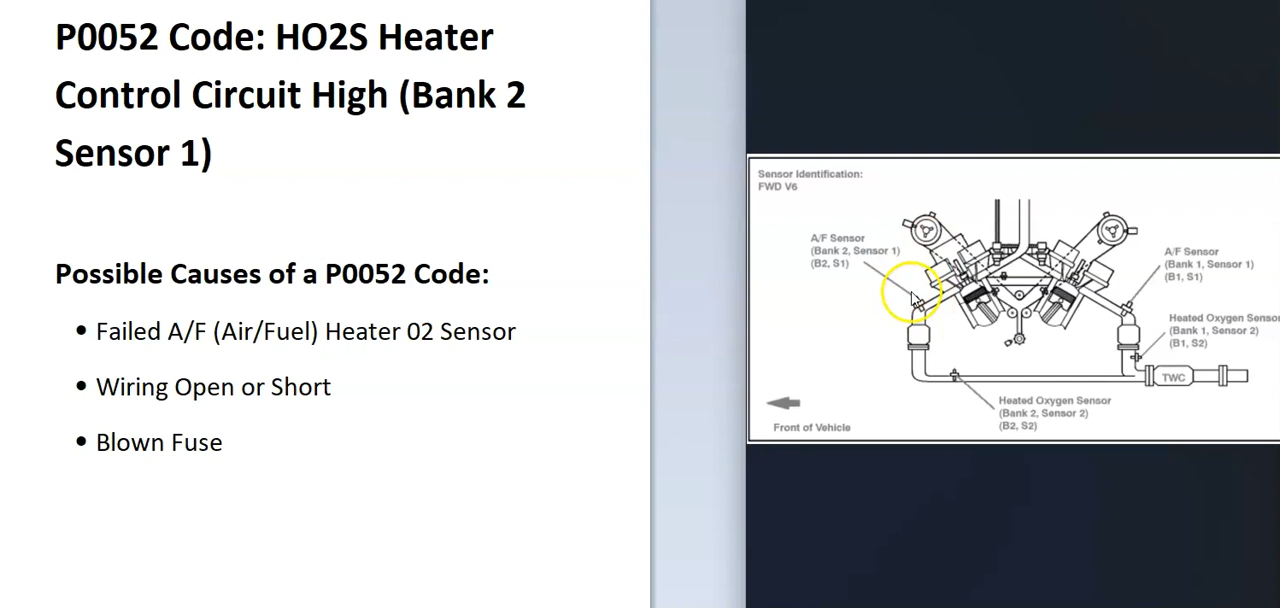 P0052 Code: HO2S Heater
Control Circuit High (Bank 2
Sensor 1)
Possible Causes of a P0052 Code:
• Failed A/F (Air/Fuel) Heater 02 Sensor
• Wiring Open or Short
• Blown Fuse
Sensor Identification:
FWD V6
A/F Sensor
(Bank 2, Sensor 1)
(B2, S1)
A/F Sensor
(Bank 1, Sensor 1)
(B1, S1)
Heated Oxygen Sensor
(Bank 1, Sensor 2)
(B1, S2)
TWC
Heated Oxygen Sensor
(Bank 2, Sensor 2)
(B2, S2)
Front of Vehicle